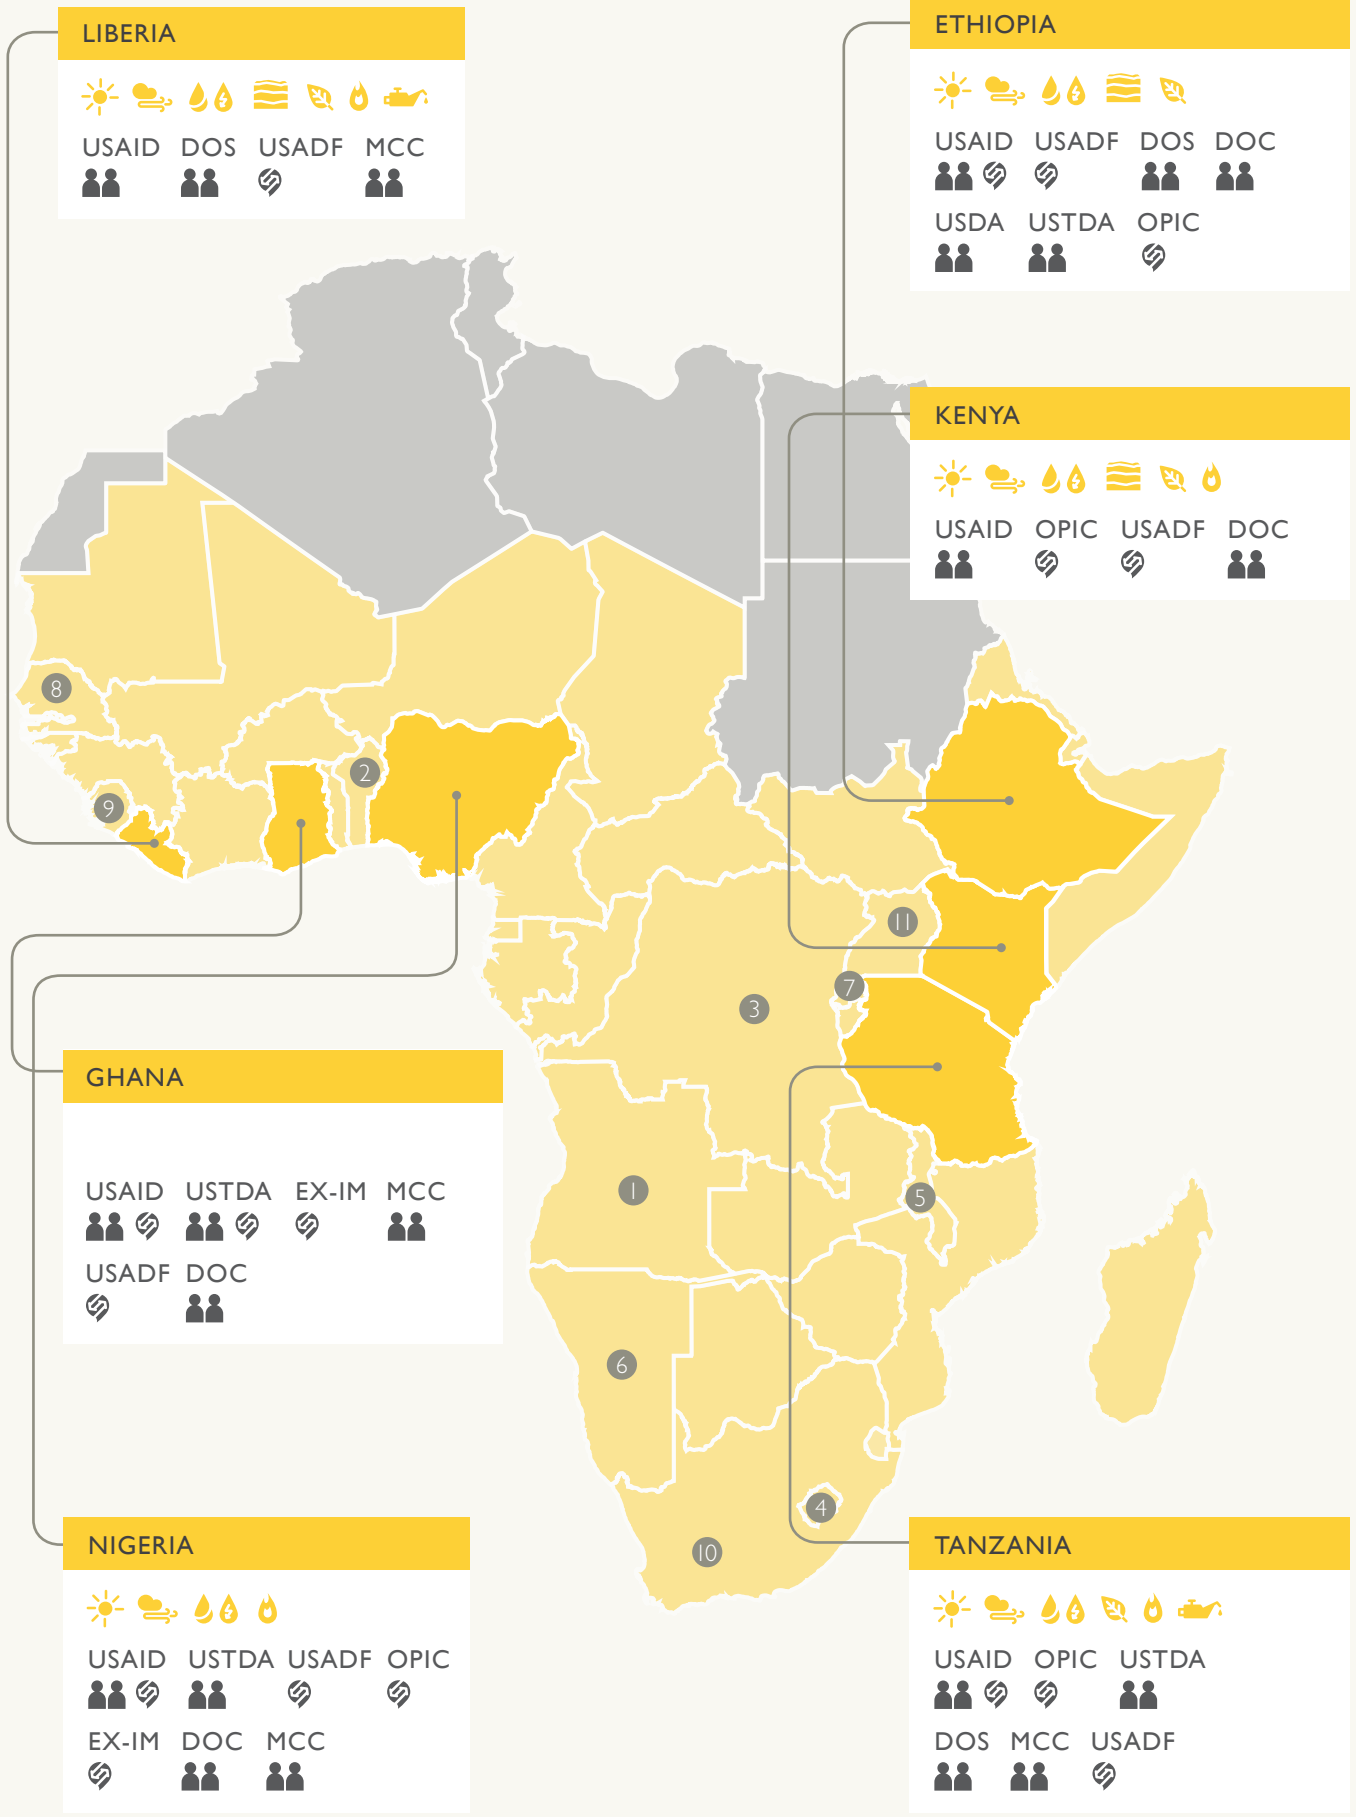 LIBERIA
USAID DOS USADF MCC
ETHIOPIA
USAID USADF DOS DOC
USDA USTDA OPIC
KENYA
USAID OPIC USADF DOC
8
2
9
11
7
3
1
5
6
4
10
GHANA
USAID USTDA EX-IM MCC
USADF DOC
NIGERIA
USAID USTDA USADF OPIC
EX-IM DOC MCC
TANZANIA
USAID OPIC USTDA
DOS MCC USADF